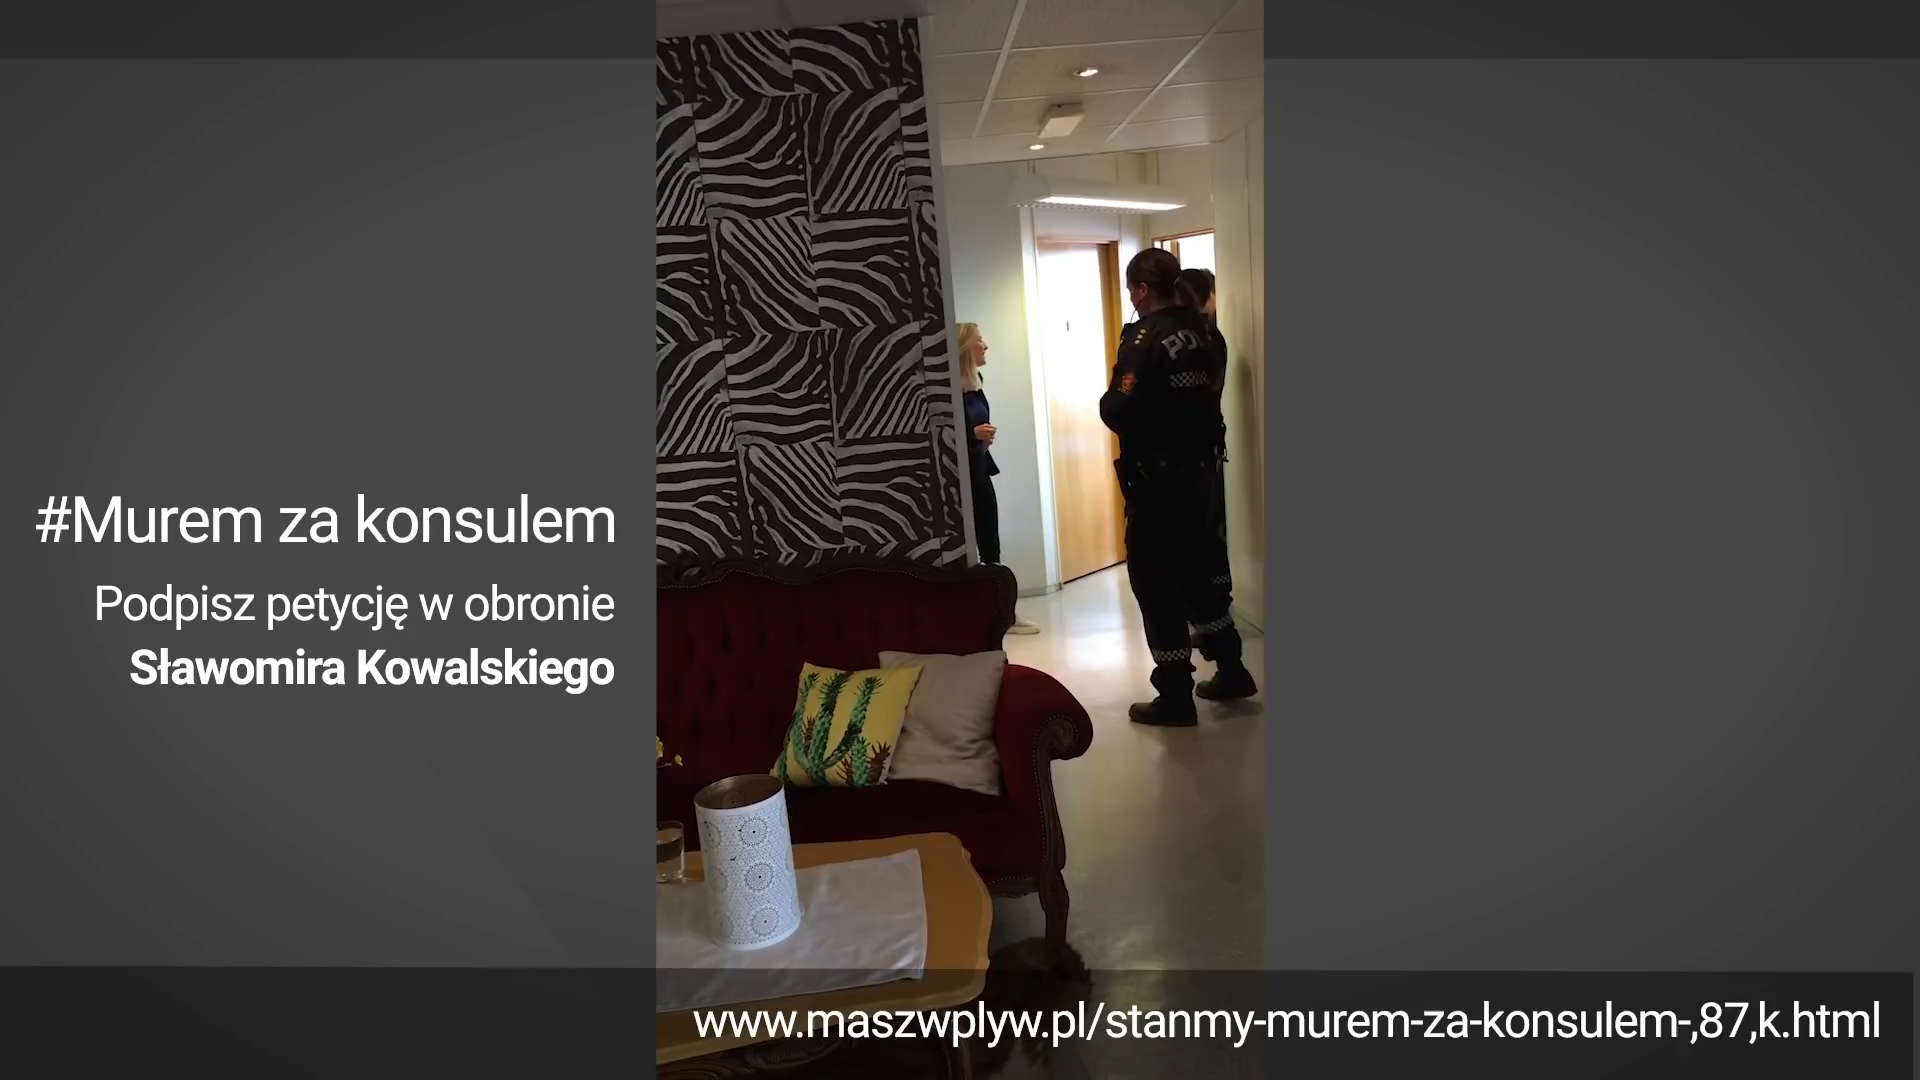 #Murem za konsulem
Podpisz petycję w obronie
Sławomira Kowalskiego
www.maszwplyw.pl/stanmy-murem-za-konsulem-,87,k.html